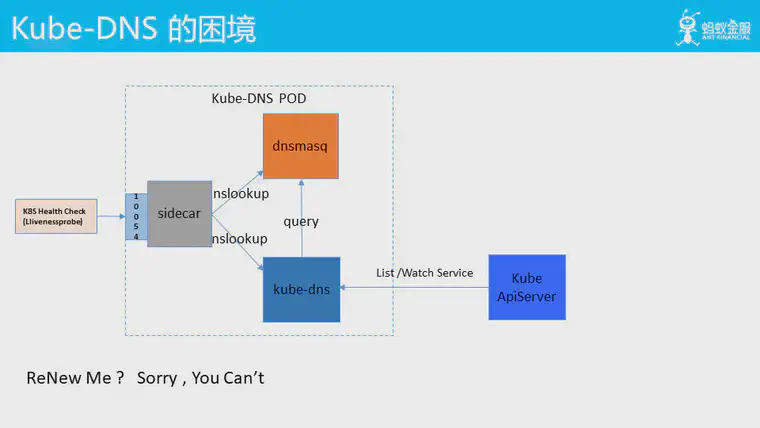 Kube-DNS 的困境
蚂蚁金服
ANT FINANCIAL
Kube-DNS POD
dnsmasq
nslookup
K8S Health Check
(Llivenessprobe)
1
0
0
5
4
sidecar
query
nslookup
kube-dns
List /Watch Service
Kube
ApiServer
ReNew Me ? Sorry , You Can't